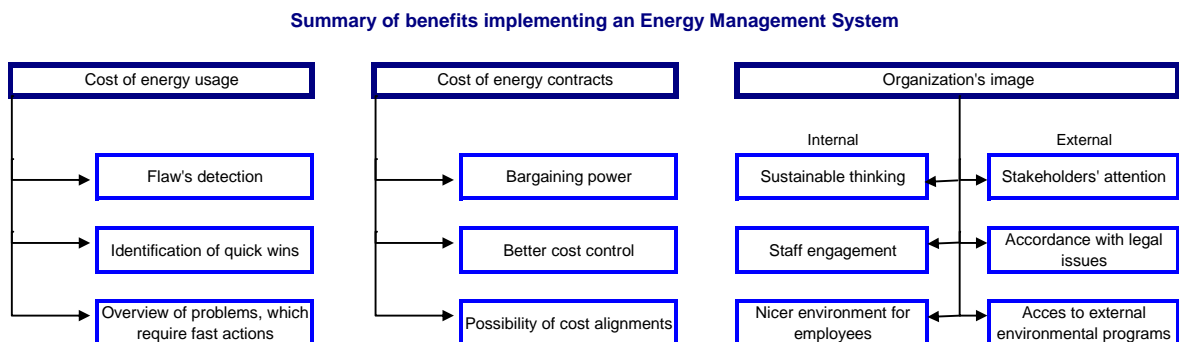 Summary of benefits implementing an Energy Management System
Cost of energy usage
Flaw's detection
Identification of quick wins
Overview of problems, which
require fast actions
Cost of energy contracts
Bargaining power
Better cost control
Possibility of cost alignments
Organization's image
Internal
Sustainable thinking
Staff engagement
Nicer environment for
employees
External
Stakeholders' attention
Accordance with legal
issues
Acces to external
environmental programs